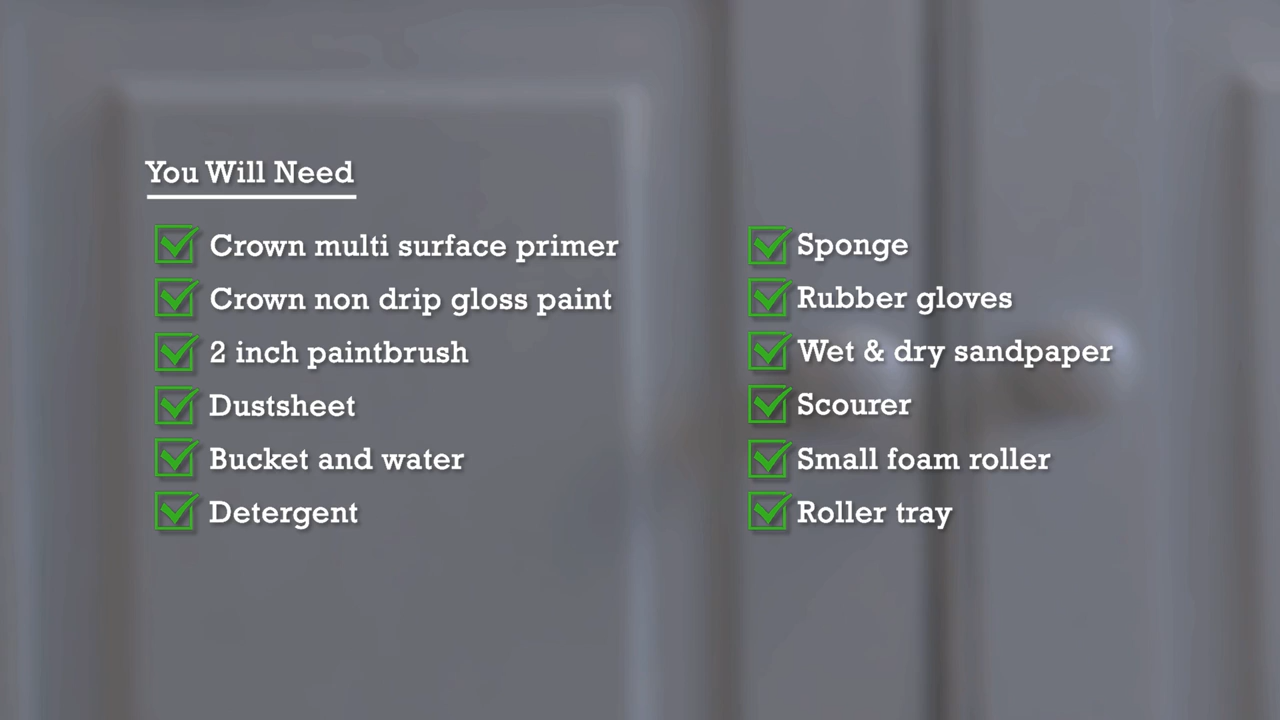 You Will Need
Crown multi surface primer
Crown non drip gloss paint
2 inch paintbrush
Dustsheet
Bucket and water
Detergent
Sponge
Rubber gloves
Wet & dry sandpaper
Scourer
Small foam roller
Roller tray